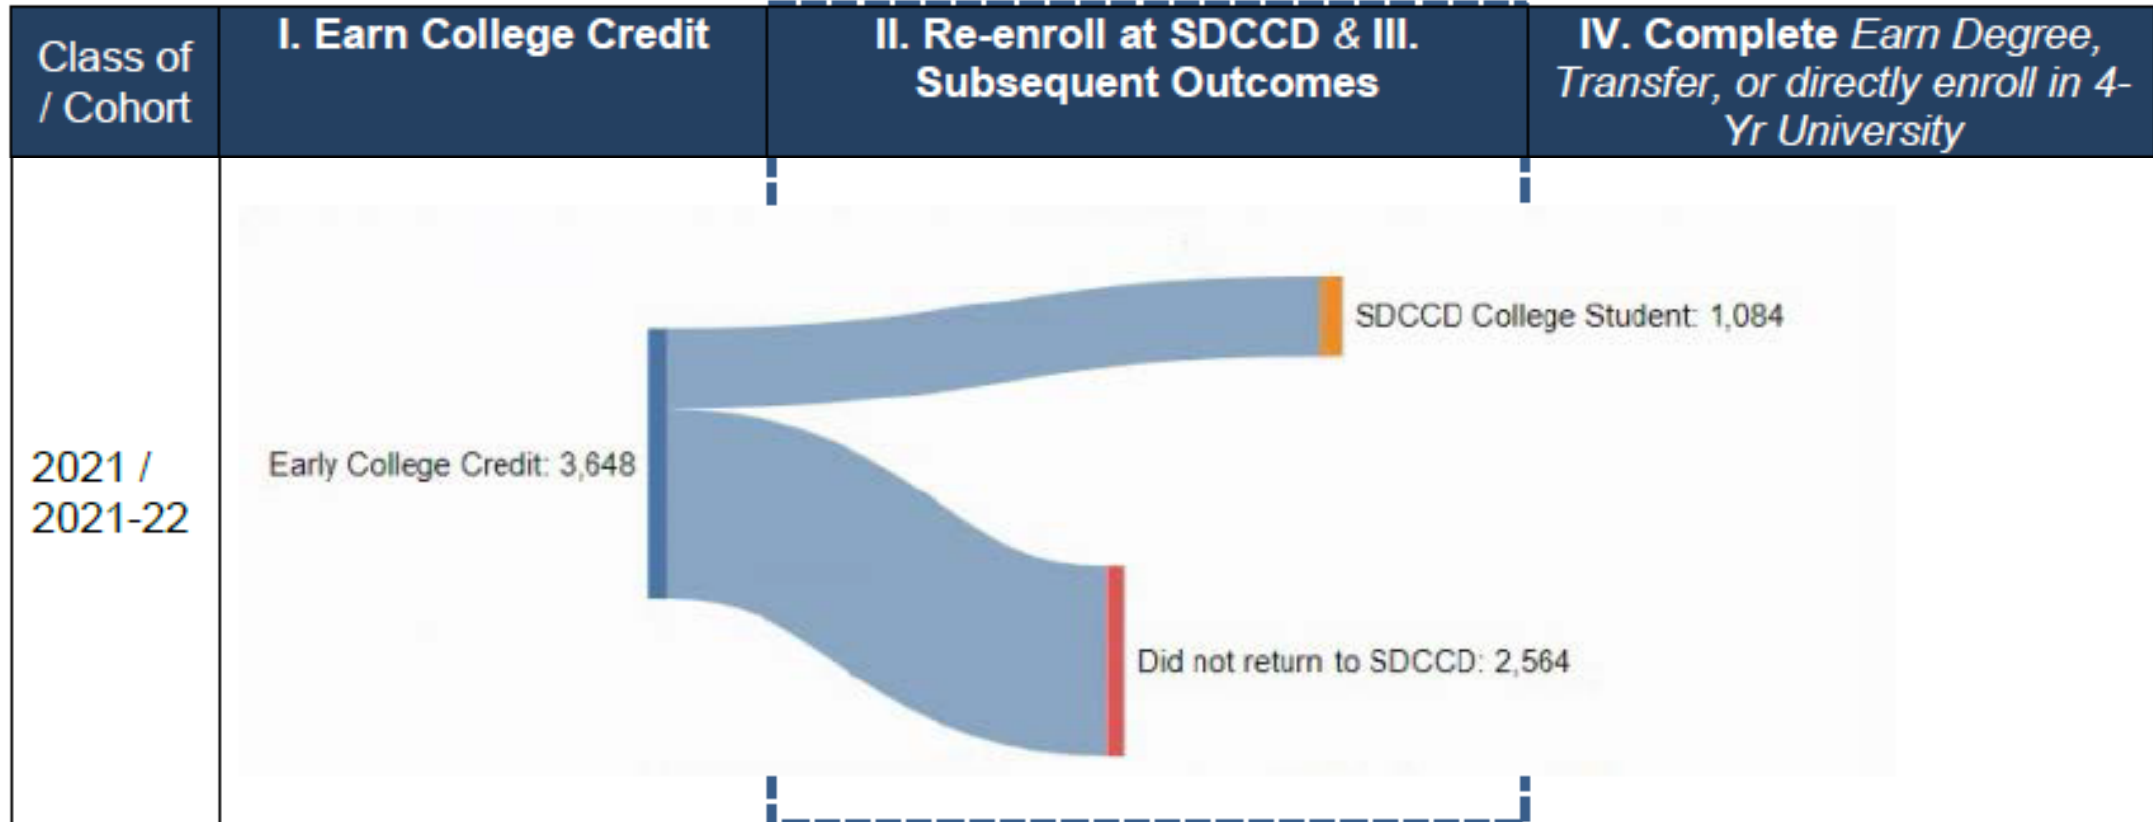 Class of
/ Cohort
I. Earn College Credit
II. Re-enroll at SDCCD & III.
Subsequent Outcomes
IV. Complete Earn Degree,
Transfer, or directly enroll in 4-
Yr University
2021 /
2021-22
Early College Credit: 3,648
SDCCD College Student: 1,084
Did not return to SDCCD: 2,564